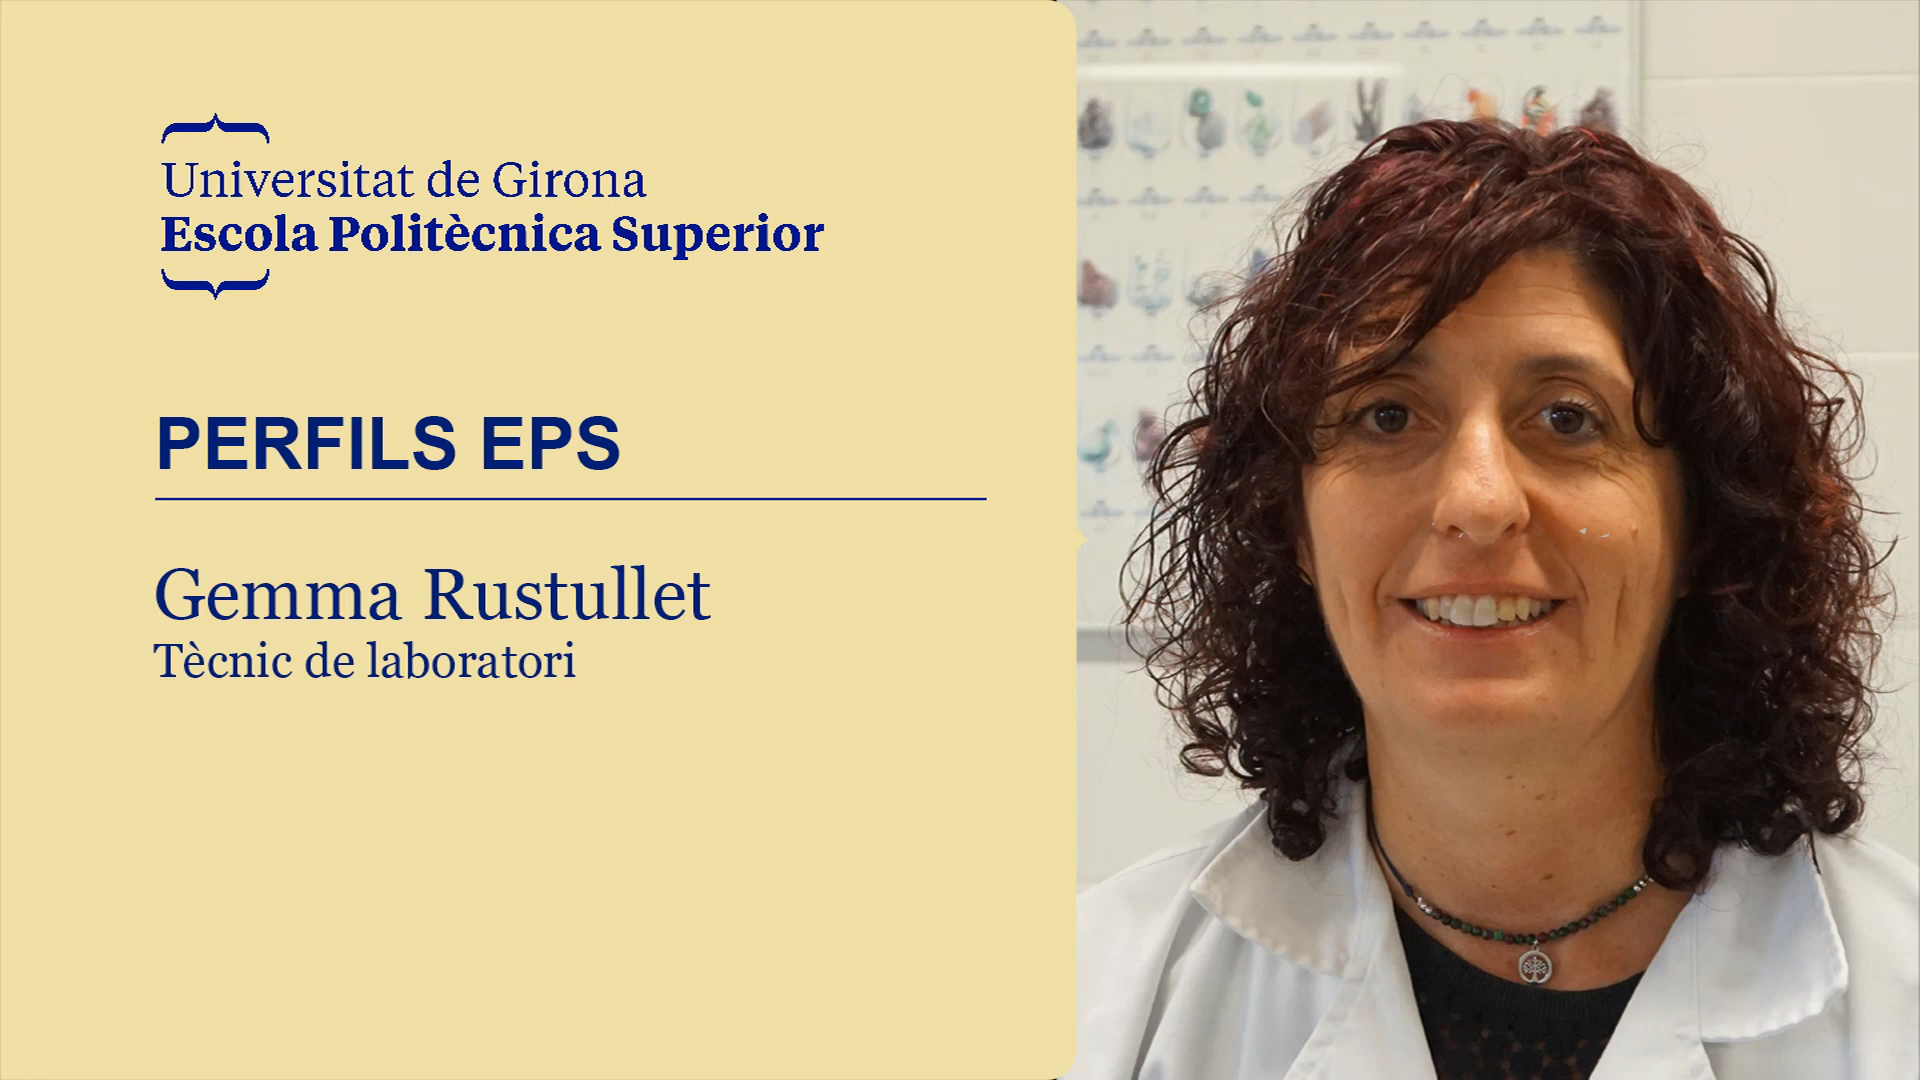 Universitat de Girona
Escola Politècnica Superior
PERFILS EPS
Gemma Rustullet
Tècnic de laboratori